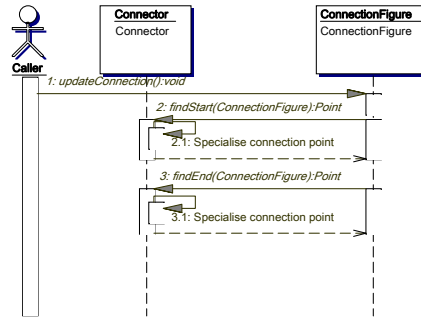 Connector
Connector
ConnectionFigure
ConnectionFigure
Caller
1: updateConnection():void
2: findStart(ConnectionFigure):Point
2.1: Specialise connection point
3: findEnd(ConnectionFigure):Point
3.1: Specialise connection point